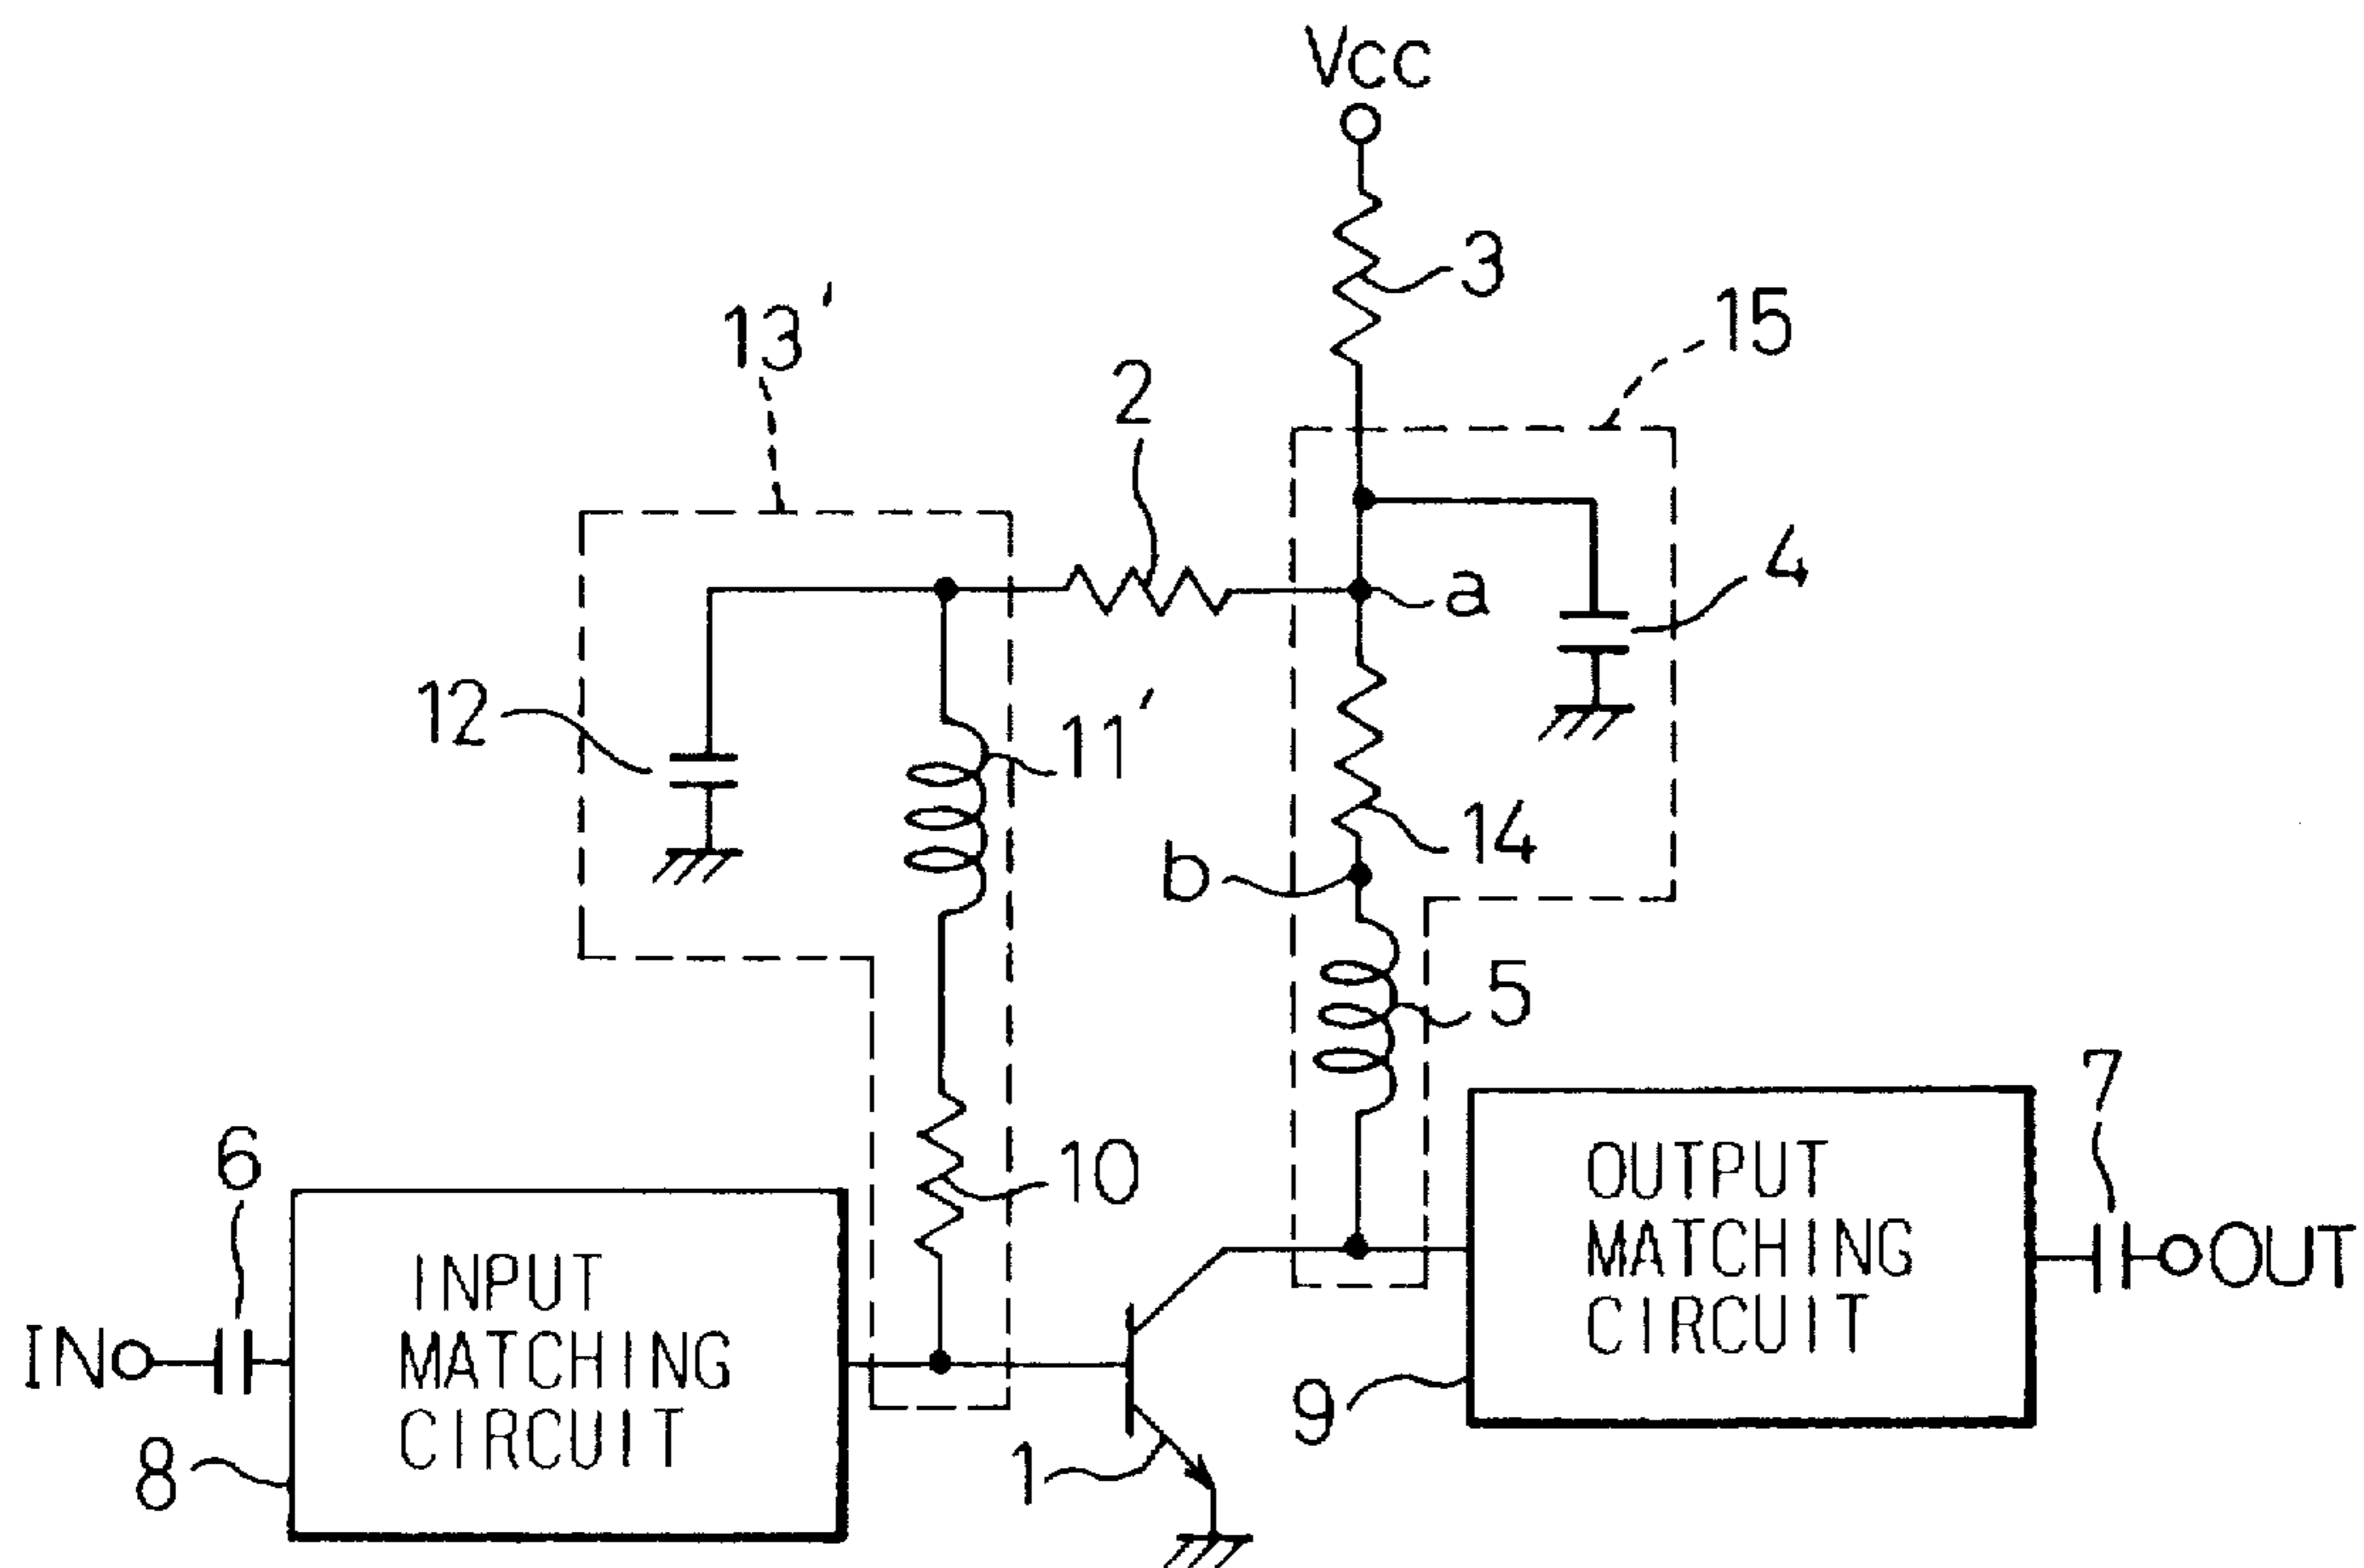 Vcc
3
15
13'
2
a
4
12
11'
14
b
5
7
6
10
OUTPUT
MATCHING
CIRCUIT
INPUT
MATCHING
CIRCUIT
IN
OUT
9
8
1